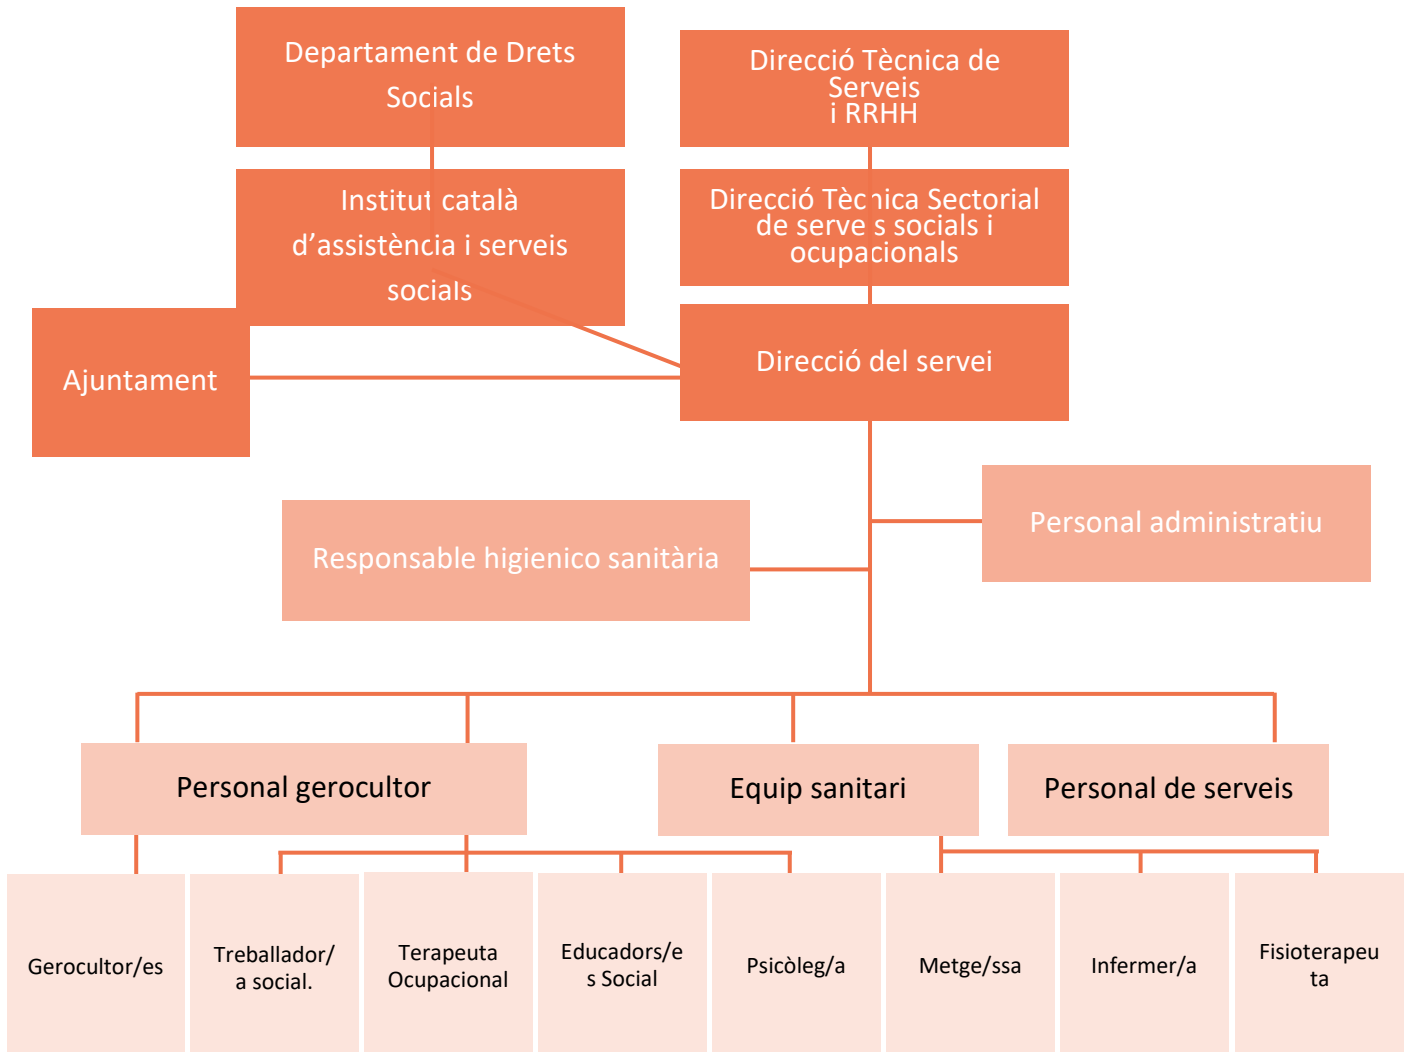 Departament de Drets
Socials
Direcció Tècnica de
Serveis
i RRHH
Institut català
d'assistència i serveis
socials
Direcció Tècnica Sectorial
de serveis socials i
ocupacionals
Ajuntament
Direcció del servei
Personal administratiu
Responsable higienico sanitària
Personal gerocultor
Equip sanitari
Personal de serveis
Gerocultor/es
Treballador/
a social.
Terapeuta
Ocupacional
Educadors/e
s Social
Psicòleg/a
Metge/ssa
Infermer/a
Fisioterapeu
ta